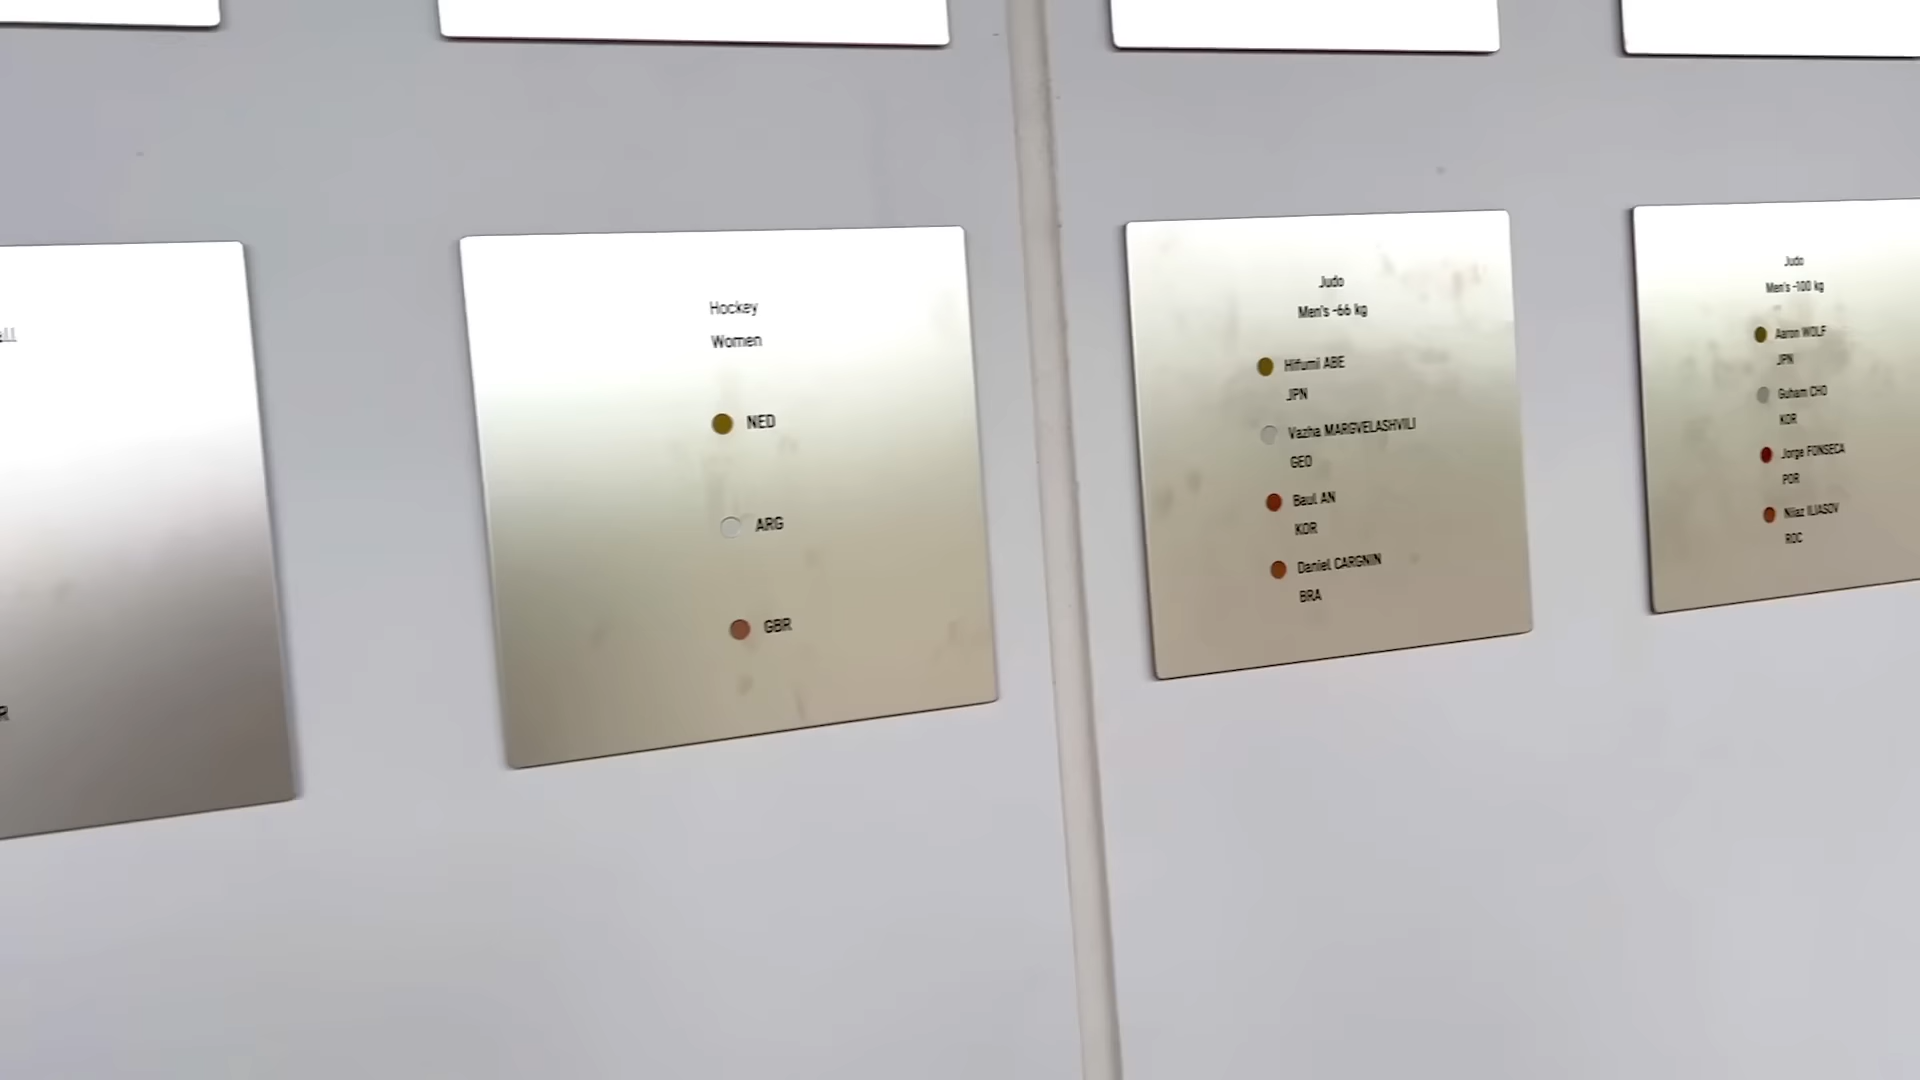 Hockey
Women
NED
ARG
GBR
Judo
Men's -66 kg
Hifumi ABE
JPN
Vazha MARGVELASHVILI
GEO
Baul AN
KOR
Daniel CARGNIN
BRA
Judo
Men's -100 kg
Aaron WOLF
JPN
Guham CHO
KOR
Jorge FONSECA
POR
Niiaz ILIASOV
ROC